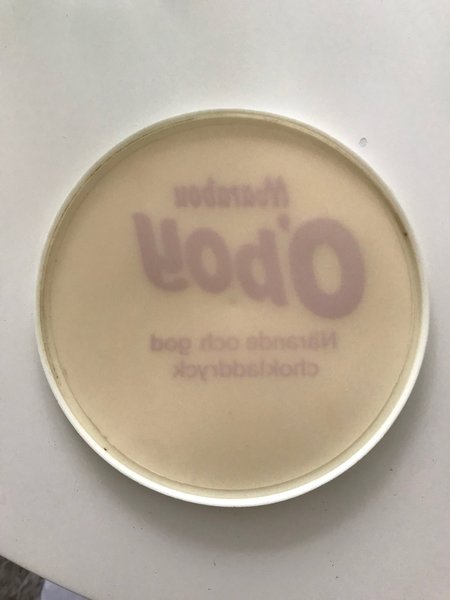 Marabou
O'boy
Närande och god
chokladdryck